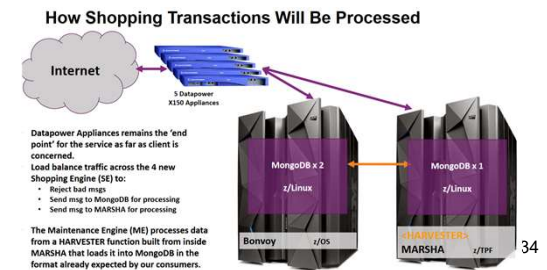 How Shopping Transactions Will Be Processed
Internet
5 Datapower
X150 Appliances
Datapower Appliances remains the 'end
point' for the service as far as client is
concerned.
Load balance traffic across the 4 new
Shopping Engine (SE) to:
• Reject bad msgs
• Send msg to MongoDB for processing
• Send msg to MARSHA for processing
The Maintenance Engine (ME) processes data
from a HARVESTER function built from inside
MARSHA that loads it into MongoDB in the
format already expected by our consumers.
MongoDB x 2
z/Linux
Bonvoy z/OS
MongoDB x 1
z/Linux
<HARVESTER>
MARSHA z/TPF
34